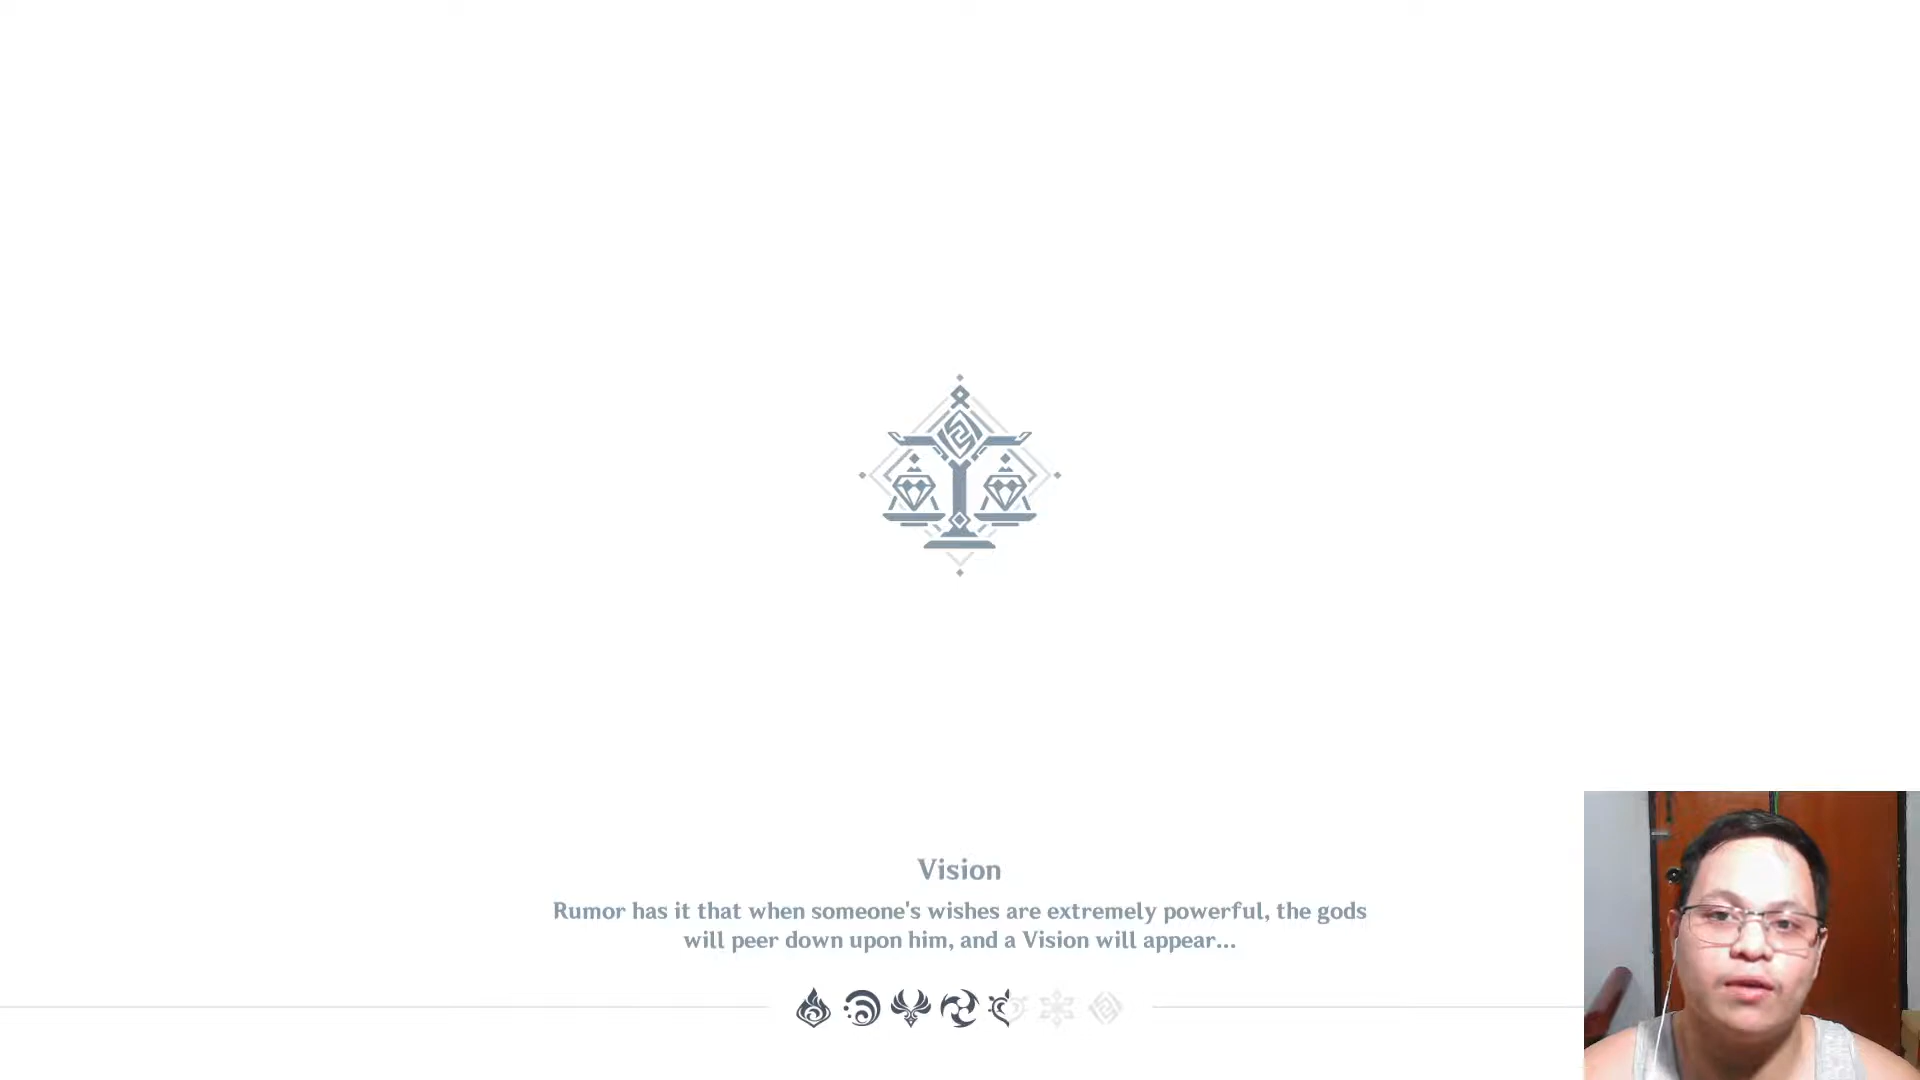 Vision
Rumor has it that when someone's wishes are extremely powerful, the gods
will peer down upon him, and a Vision will appear...